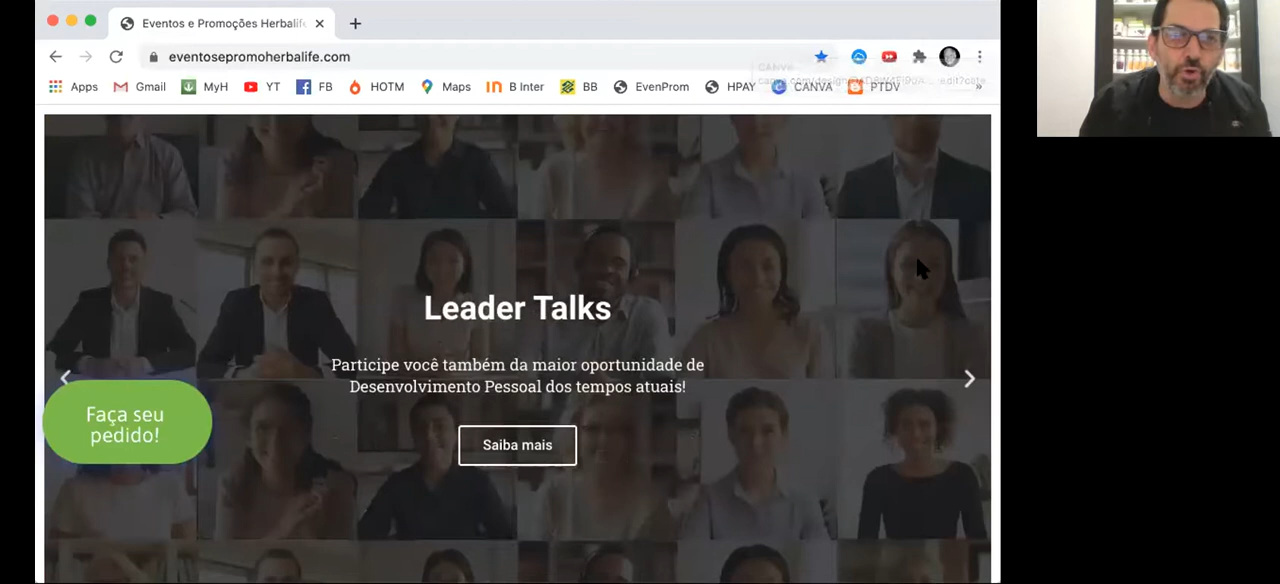 Eventos e Promoções Herbalife
eventosepromoherbalife.com
CANVA
Apps Gmail MyH YT FB HOTM Maps B Inter BB EvenProm HPAY CANVA PTDV »
Leader Talks
Participe você também da maior oportunidade de
Desenvolvimento Pessoal dos tempos atuais!
Faça seu
pedido!
Saiba mais